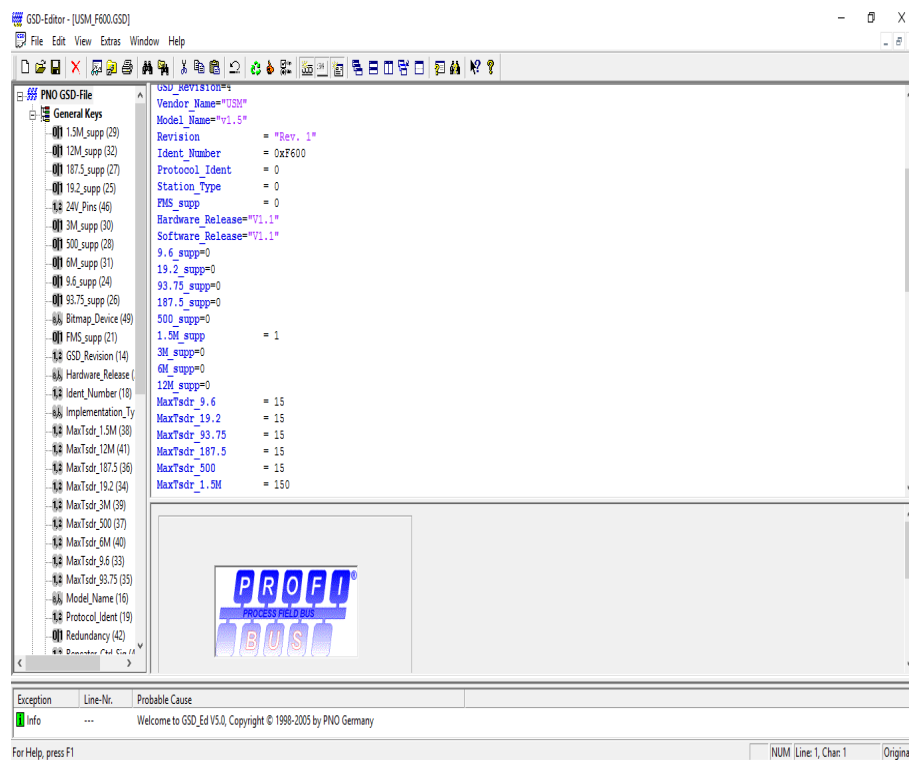 GSD-Editor - [USM_F600.GSD]
File Edit View Extras Window Help
PNO GSD-File
General Keys
1.5M_supp (29)
12M_supp (32)
187.5_supp (27)
19.2_supp (25)
24V_Pins (46)
3M_supp (30)
500_supp (28)
6M_supp (31)
9.6_supp (24)
93.75_supp (26)
Bitmap_Device (49)
FMS_supp (21)
GSD_Revision (14)
Hardware_Release (
Ident_Number (18)
Implementation_Ty
MaxTsdr_1.5M (38)
MaxTsdr_12M (41)
MaxTsdr_187.5 (36)
MaxTsdr_19.2 (34)
MaxTsdr_3M (39)
MaxTsdr_500 (37)
MaxTsdr_6M (40)
MaxTsdr_9.6 (33)
MaxTsdr_93.75 (35)
Model_Name (16)
Protocol_Ident (19)
Redundancy (42)
Repeater_Ctrl_Sig (4
GSD_Revision=4
Vendor_Name="USM"
Model_Name="v1.5"
Revision = "Rev. 1"
Ident_Number = 0xF600
Protocol_Ident = 0
Station_Type = 0
FMS_supp = 0
Hardware_Release="V1.1"
Software_Release="V1.1"
9.6_supp=0
19.2_supp=0
93.75_supp=0
187.5_supp=0
500_supp=0
1.5M_supp = 1
3M_supp=0
6M_supp=0
12M_supp=0
MaxTsdr_9.6 = 15
MaxTsdr_19.2 = 15
MaxTsdr_93.75 = 15
MaxTsdr_187.5 = 15
MaxTsdr_500 = 15
MaxTsdr_1.5M = 150
PROFI®
PROCESS FIELD BUS
BUS
Exception Line-Nr. Probable Cause
Info --- Welcome to GSD_Ed V5.0, Copyright © 1998-2005 by PNO Germany
For Help, press F1 NUM Line: 1, Char: 1 Origina